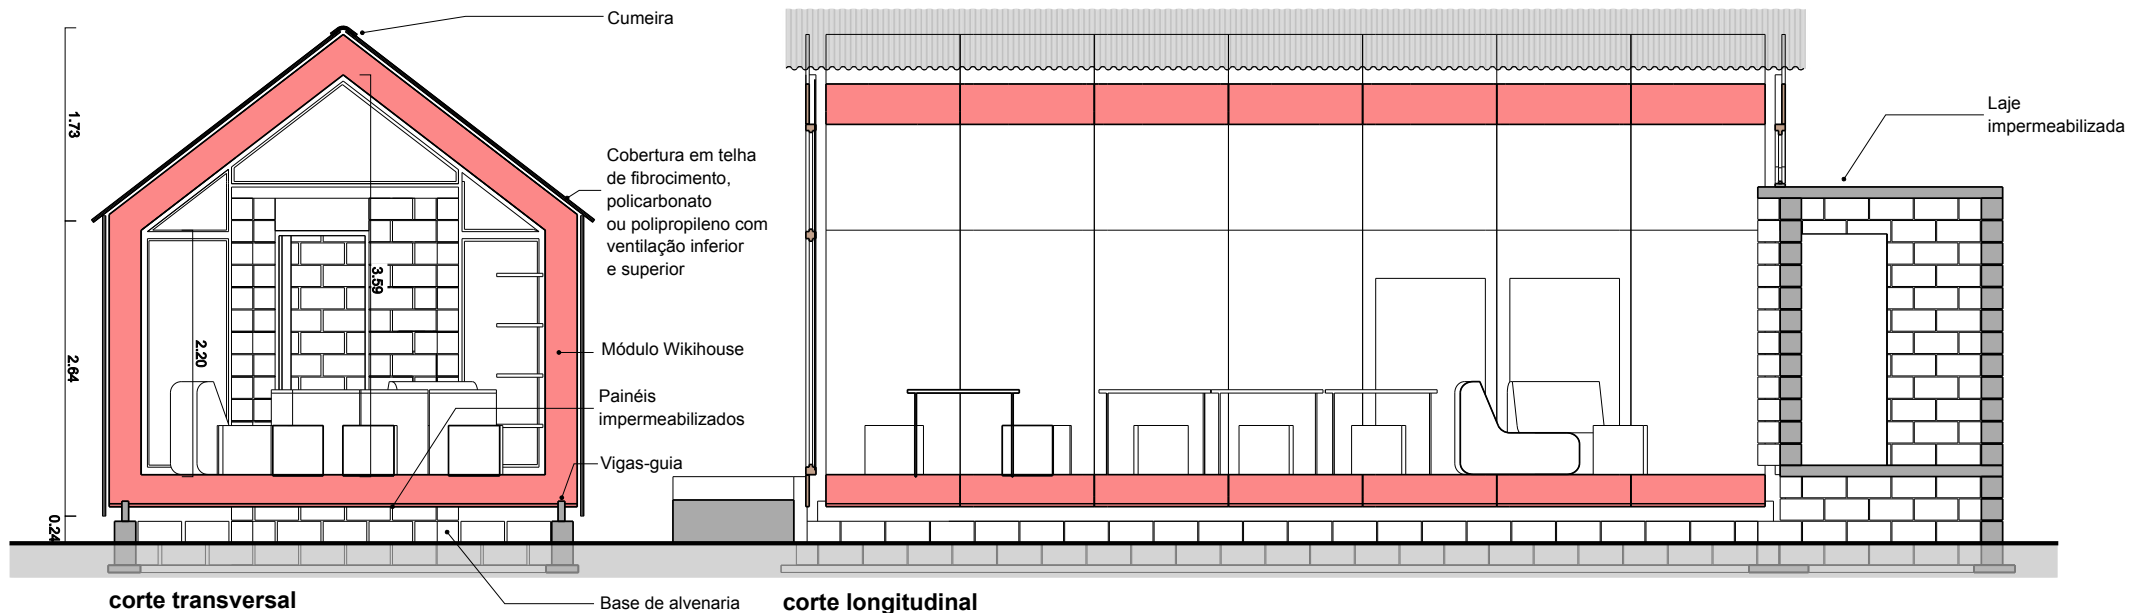 Cumeira
1.73
Cobertura em telha
de fibrocimento,
policarbonato
ou polipropileno com
ventilação inferior
e superior
3.59
2.20
2.64
Módulo Wikihouse
Painéis
impermeabilizados
Vigas-guia
0.24
Base de alvenaria
corte transversal
Laje
impermeabilizada
corte longitudinal